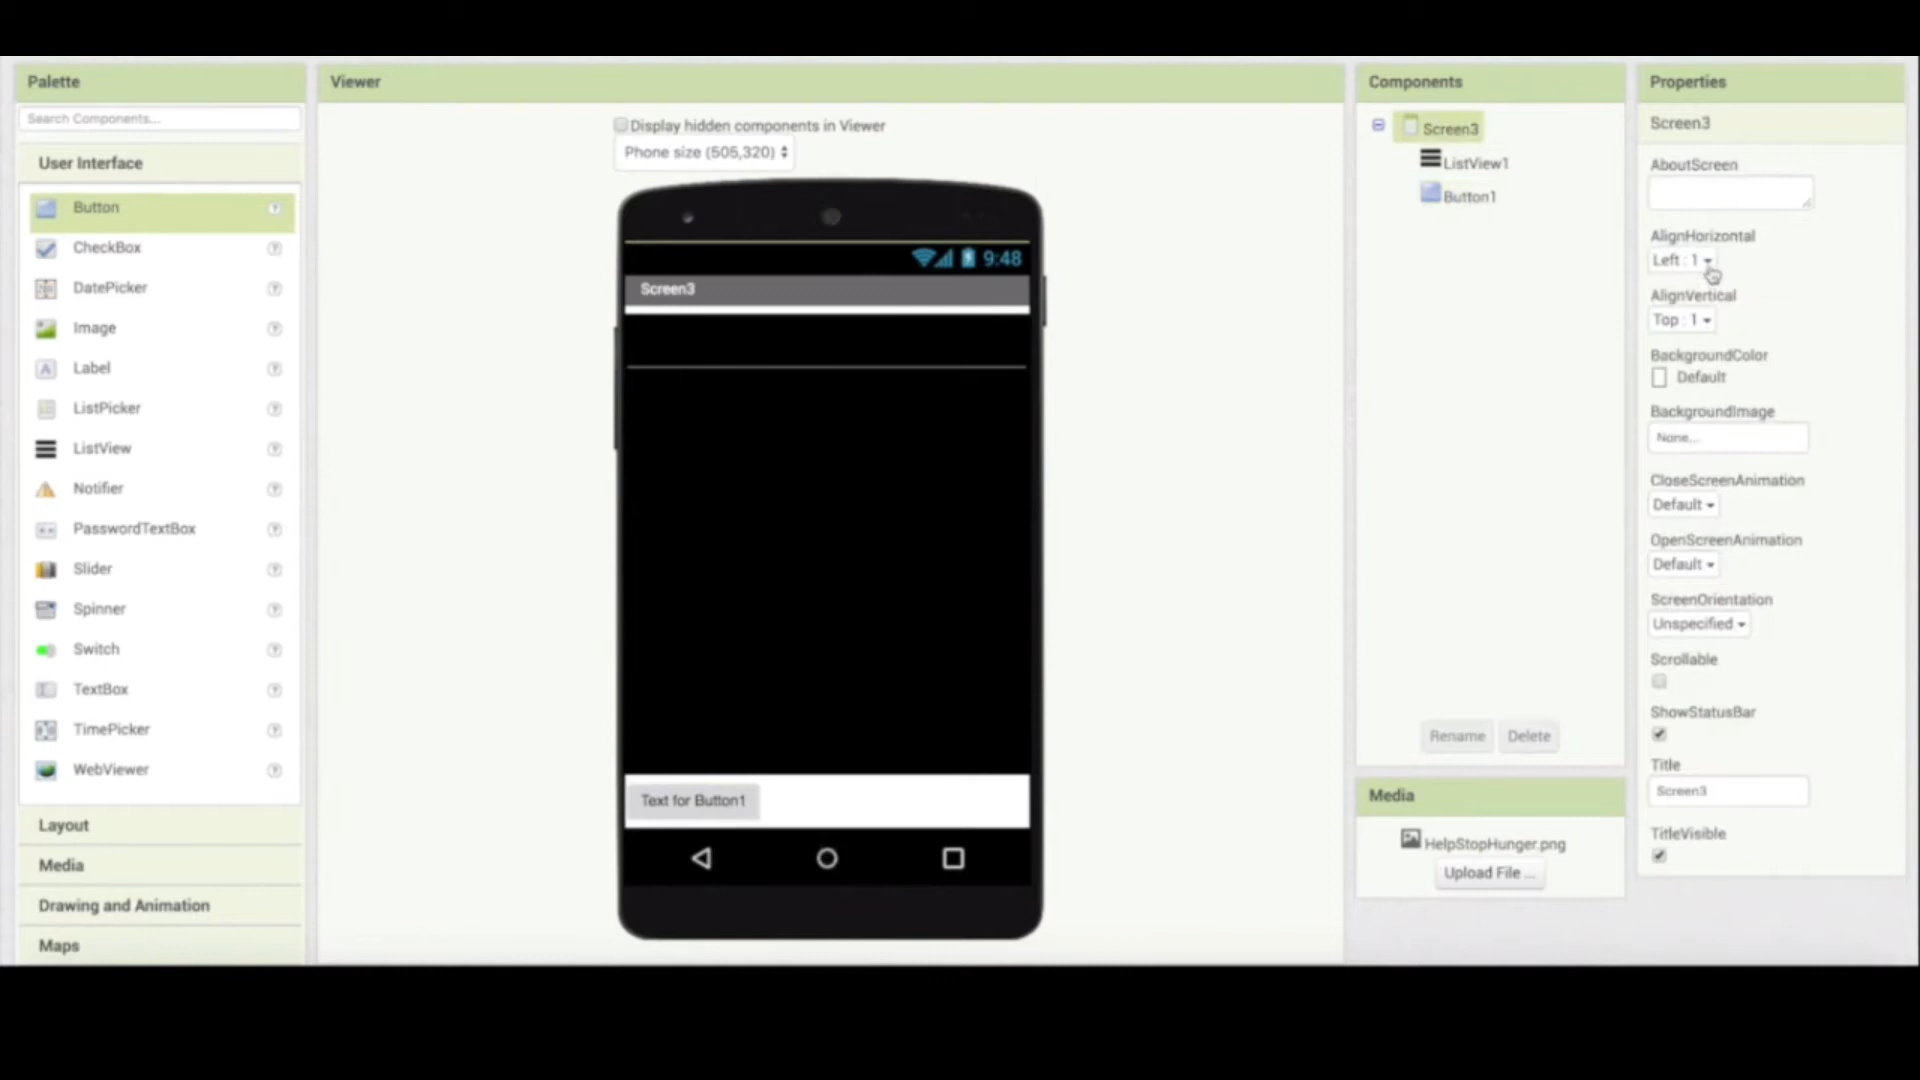 Palette
Search Components...
User Interface
Button
CheckBox
DatePicker
Image
Label
ListPicker
ListView
Notifier
PasswordTextBox
Slider
Spinner
Switch
TextBox
TimePicker
WebViewer
Layout
Media
Drawing and Animation
Maps
Viewer
Display hidden components in Viewer
Phone size (505,320)
9:48
Screen3
Text for Button1
Components
Screen3
ListView1
Button1
Rename Delete
Media
HelpStopHunger.png
Upload File ...
Properties
Screen3
AboutScreen
AlignHorizontal
Left : 1
AlignVertical
Top : 1
BackgroundColor
Default
BackgroundImage
None...
CloseScreenAnimation
Default
OpenScreenAnimation
Default
ScreenOrientation
Unspecified
Scrollable
ShowStatusBar
Title
Screen3
TitleVisible